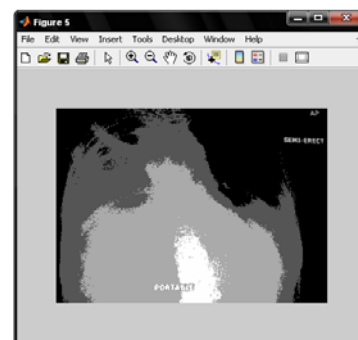 Figure 5
File Edit View Insert Tools Desktop Window Help
AP
SEMI-ERECT
PORTABLE